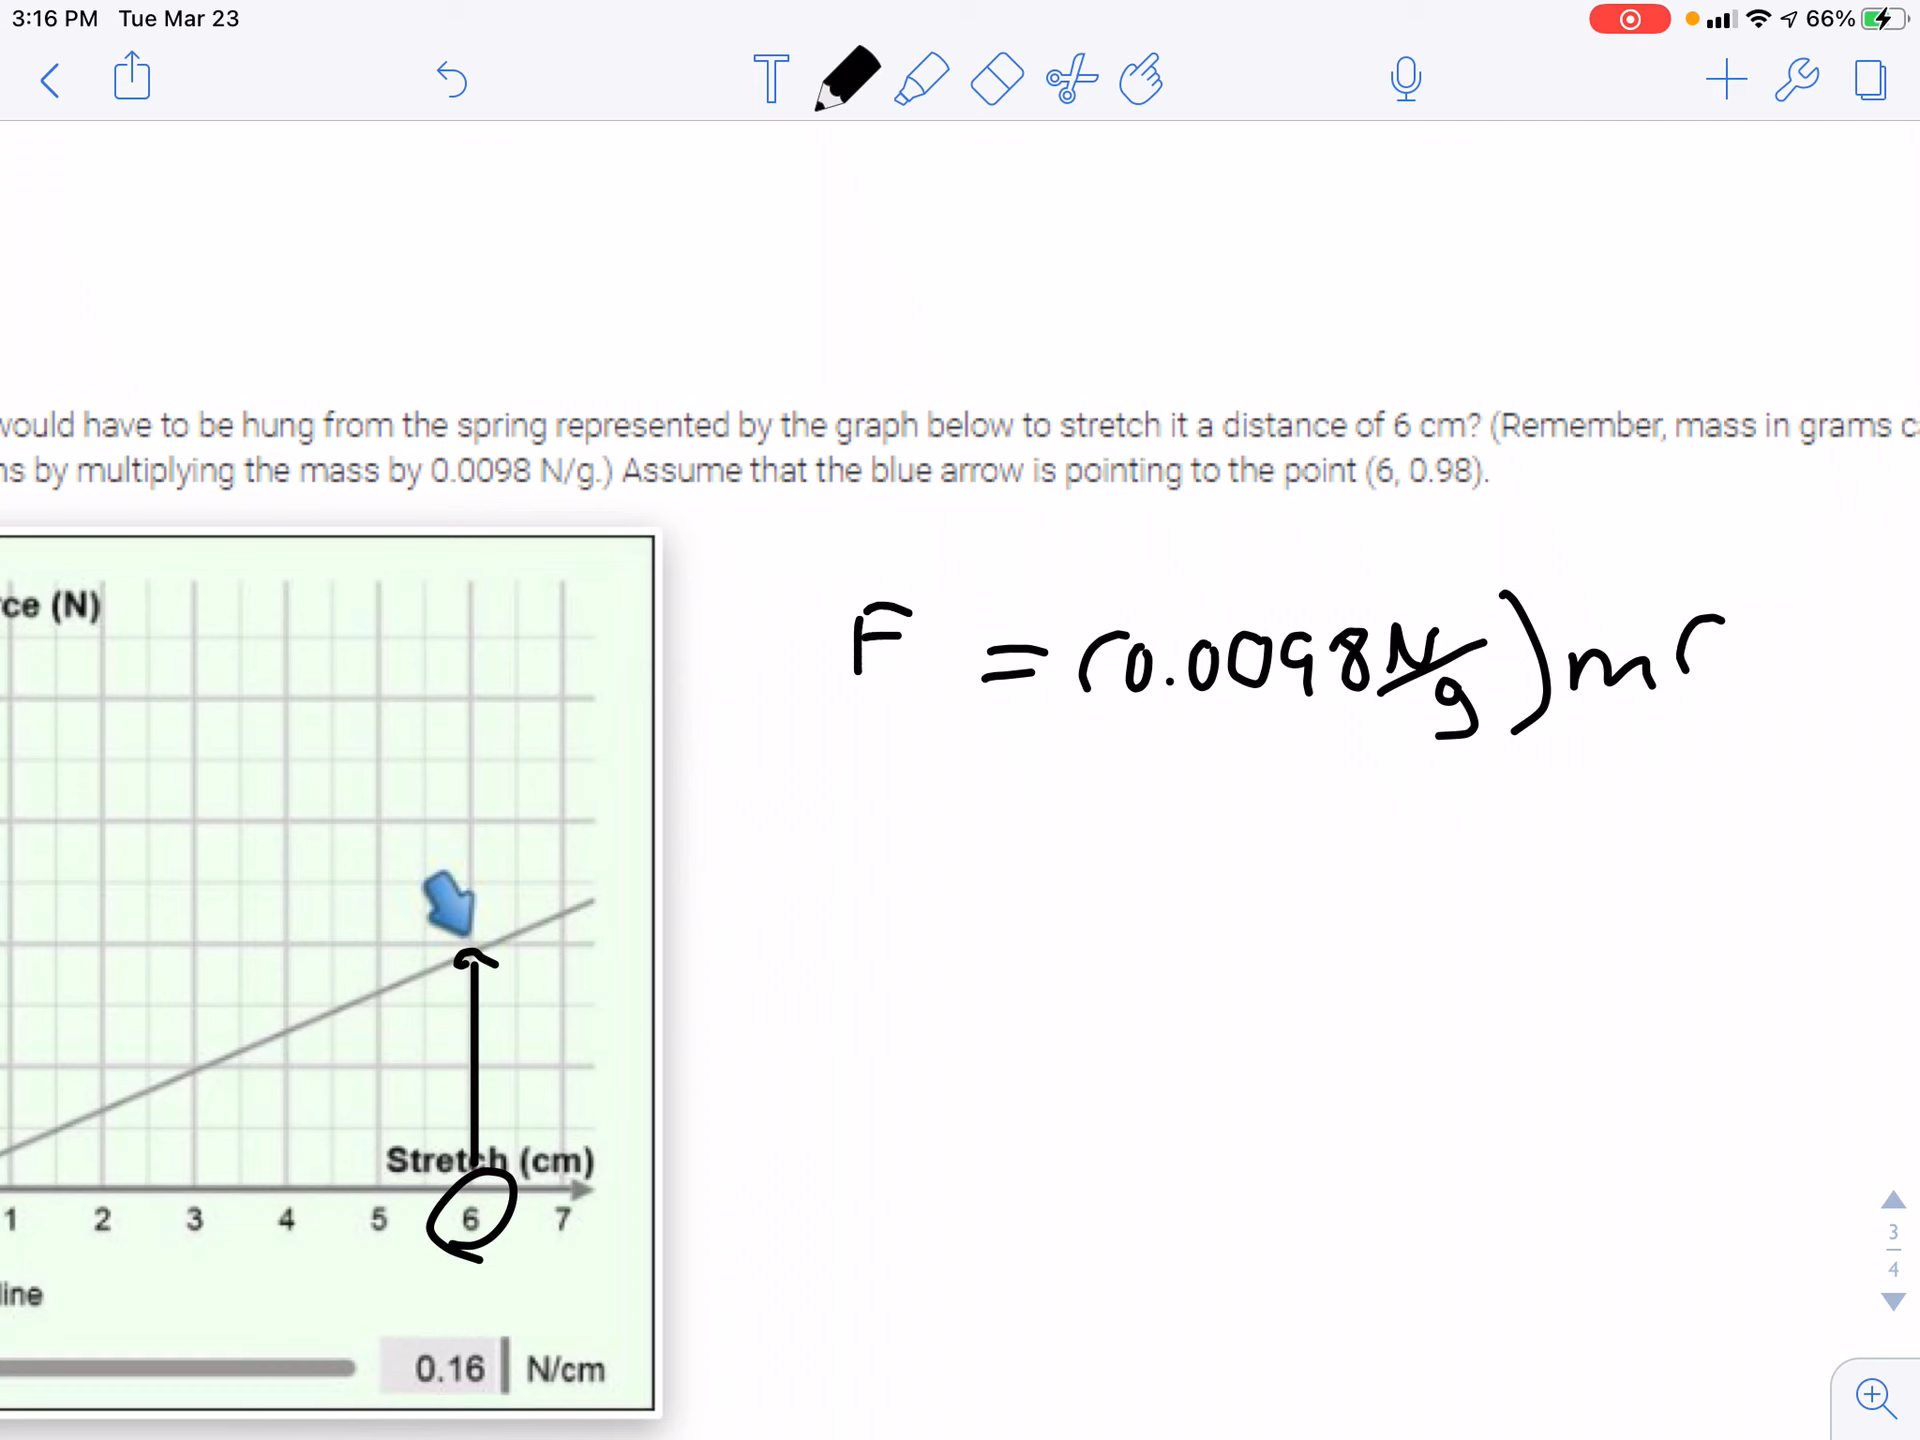 3:16 PM Tue Mar 23
66%
T
would have to be hung from the spring represented by the graph below to stretch it a distance of 6 cm? (Remember, mass in grams c
ns by multiplying the mass by 0.0098 N/g.) Assume that the blue arrow is pointing to the point (6, 0.98).
rce (N)
F = (0.0098 N/g) m (
Stretch (cm)
1 2 3 4 5 6 7
line
0.16 N/cm
3
4